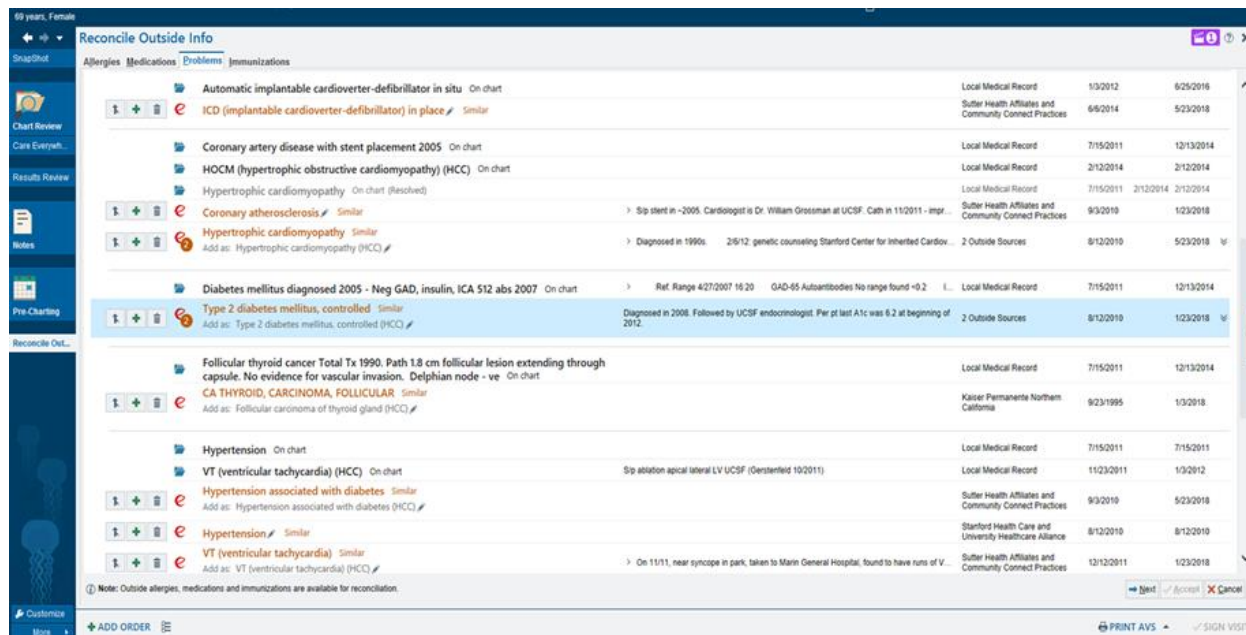 69 years, Female
Reconcile Outside Info
SnapShot
Allergies Medications Problems Immunizations
Chart Review
Care Everywh...
Results Review
Notes
Pre-Charting
Reconcile Out...
Automatic implantable cardioverter-defibrillator in situ On chart Local Medical Record 1/3/2012 6/25/2016
ICD (implantable cardioverter-defibrillator) in place Similar Sutter Health Affiliates and Community Connect Practices 6/6/2014 5/23/2018
Coronary artery disease with stent placement 2005 On chart Local Medical Record 7/15/2011 12/13/2014
HOCM (hypertrophic obstructive cardiomyopathy) (HCC) On chart Local Medical Record 2/12/2014 2/12/2014
Hypertrophic cardiomyopathy On chart (Resolved) Local Medical Record 7/15/2011 2/12/2014 2/12/2014
Coronary atherosclerosis Similar > S/p stent in ~2005. Cardiologist is Dr. William Grossman at UCSF. Cath in 11/2011 - impr... Sutter Health Affiliates and Community Connect Practices 9/3/2010 1/23/2018
Hypertrophic cardiomyopathy Similar
2 Add as: Hypertrophic cardiomyopathy (HCC) > Diagnosed in 1990s. 2/6/12: genetic counseling Stanford Center for Inherited Cardiov... 2 Outside Sources 8/12/2010 5/23/2018
Diabetes mellitus diagnosed 2005 - Neg GAD, insulin, ICA 512 abs 2007 On chart > Ref. Range 4/27/2007 16:20 GAD-65 Autoantibodies No range found <0.2 I... Local Medical Record 7/15/2011 12/13/2014
Type 2 diabetes mellitus, controlled Similar
2 Add as: Type 2 diabetes mellitus, controlled (HCC) Diagnosed in 2008. Followed by UCSF endocrinologist. Per pt last A1c was 6.2 at beginning of 2012. 2 Outside Sources 8/12/2010 1/23/2018
Follicular thyroid cancer Total Tx 1990. Path 1.8 cm follicular lesion extending through
capsule. No evidence for vascular invasion. Delphian node - ve On chart Local Medical Record 7/15/2011 12/13/2014
CA THYROID, CARCINOMA, FOLLICULAR Similar
Add as: Follicular carcinoma of thyroid gland (HCC) Kaiser Permanente Northern California 9/23/1995 1/3/2018
Hypertension On chart Local Medical Record 7/15/2011 7/15/2011
VT (ventricular tachycardia) (HCC) On chart S/p ablation apical lateral LV UCSF (Gerstenfeld 10/2011) Local Medical Record 11/23/2011 1/3/2012
Hypertension associated with diabetes Similar
Add as: Hypertension associated with diabetes (HCC) Sutter Health Affiliates and Community Connect Practices 9/3/2010 5/23/2018
Hypertension Similar Stanford Health Care and University Healthcare Alliance 8/12/2010 8/12/2010
VT (ventricular tachycardia) Similar
Add as: VT (ventricular tachycardia) (HCC) > On 11/11, near syncope in park, taken to Marin General Hospital, found to have runs of V... Sutter Health Affiliates and Community Connect Practices 12/12/2011 1/23/2018
Note: Outside allergies, medications and immunizations are available for reconciliation.
Next Accept Cancel
Customize
More
ADD ORDER PRINT AVS SIGN VISI